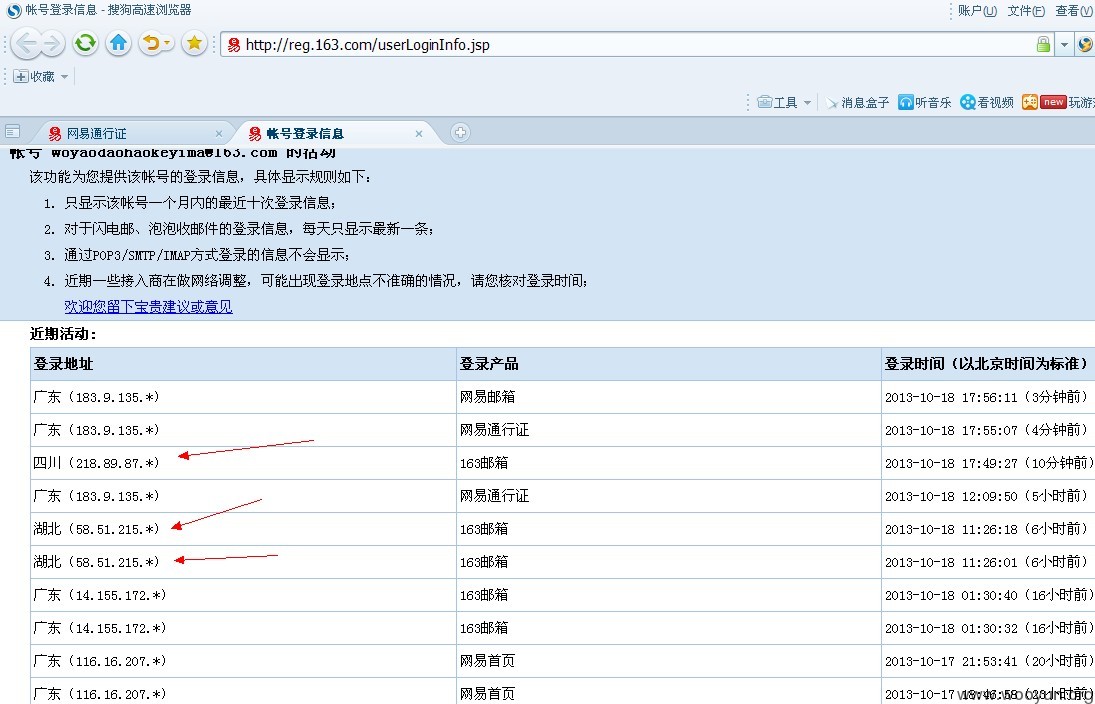 帐号登录信息 - 搜狗高速浏览器
账户(U) 文件(F) 查看(V)
http://reg.163.com/userLoginInfo.jsp
收藏
工具 消息盒子 听音乐 看视频 new 玩游
网易通行证 帐号登录信息
帐号 woyaodaohaokeyima@163.com 的活动
该功能为您提供该帐号的登录信息，具体显示规则如下：
1. 只显示该帐号一个月内的最近十次登录信息；
2. 对于闪电邮、泡泡收邮件的登录信息，每天只显示最新一条；
3. 通过POP3/SMTP/IMAP方式登录的信息不会显示；
4. 近期一些接入商在做网络调整，可能出现登录地点不准确的情况，请您核对登录时间；
欢迎您留下宝贵建议或意见
近期活动：
登录地址 登录产品 登录时间（以北京时间为标准）
广东（183.9.135.*） 网易邮箱 2013-10-18 17:56:11（3分钟前）
广东（183.9.135.*） 网易通行证 2013-10-18 17:55:07（4分钟前）
四川（218.89.87.*） 163邮箱 2013-10-18 17:49:27（10分钟前）
广东（183.9.135.*） 网易通行证 2013-10-18 12:09:50（5小时前）
湖北（58.51.215.*） 163邮箱 2013-10-18 11:26:18（6小时前）
湖北（58.51.215.*） 163邮箱 2013-10-18 11:26:01（6小时前）
广东（14.155.172.*） 163邮箱 2013-10-18 01:30:40（16小时前）
广东（14.155.172.*） 163邮箱 2013-10-18 01:30:32（16小时前）
广东（116.16.207.*） 网易首页 2013-10-17 21:53:41（20小时前）
广东（116.16.207.*） 网易首页 2013-10-17 18:46:58（23小时前）
www.wooyun.org